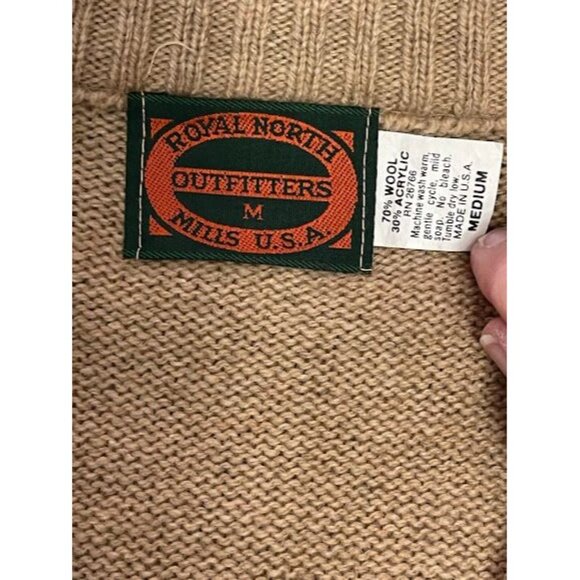 ROYAL NORTH
OUTFITTERS
M
MILLS U.S.A.
70% WOOL
30% ACRYLIC
RN 26766
Machine wash warm,
gentle cycle, mild
soap. No bleach.
Tumble dry low.
MADE IN U.S.A.
MEDIUM